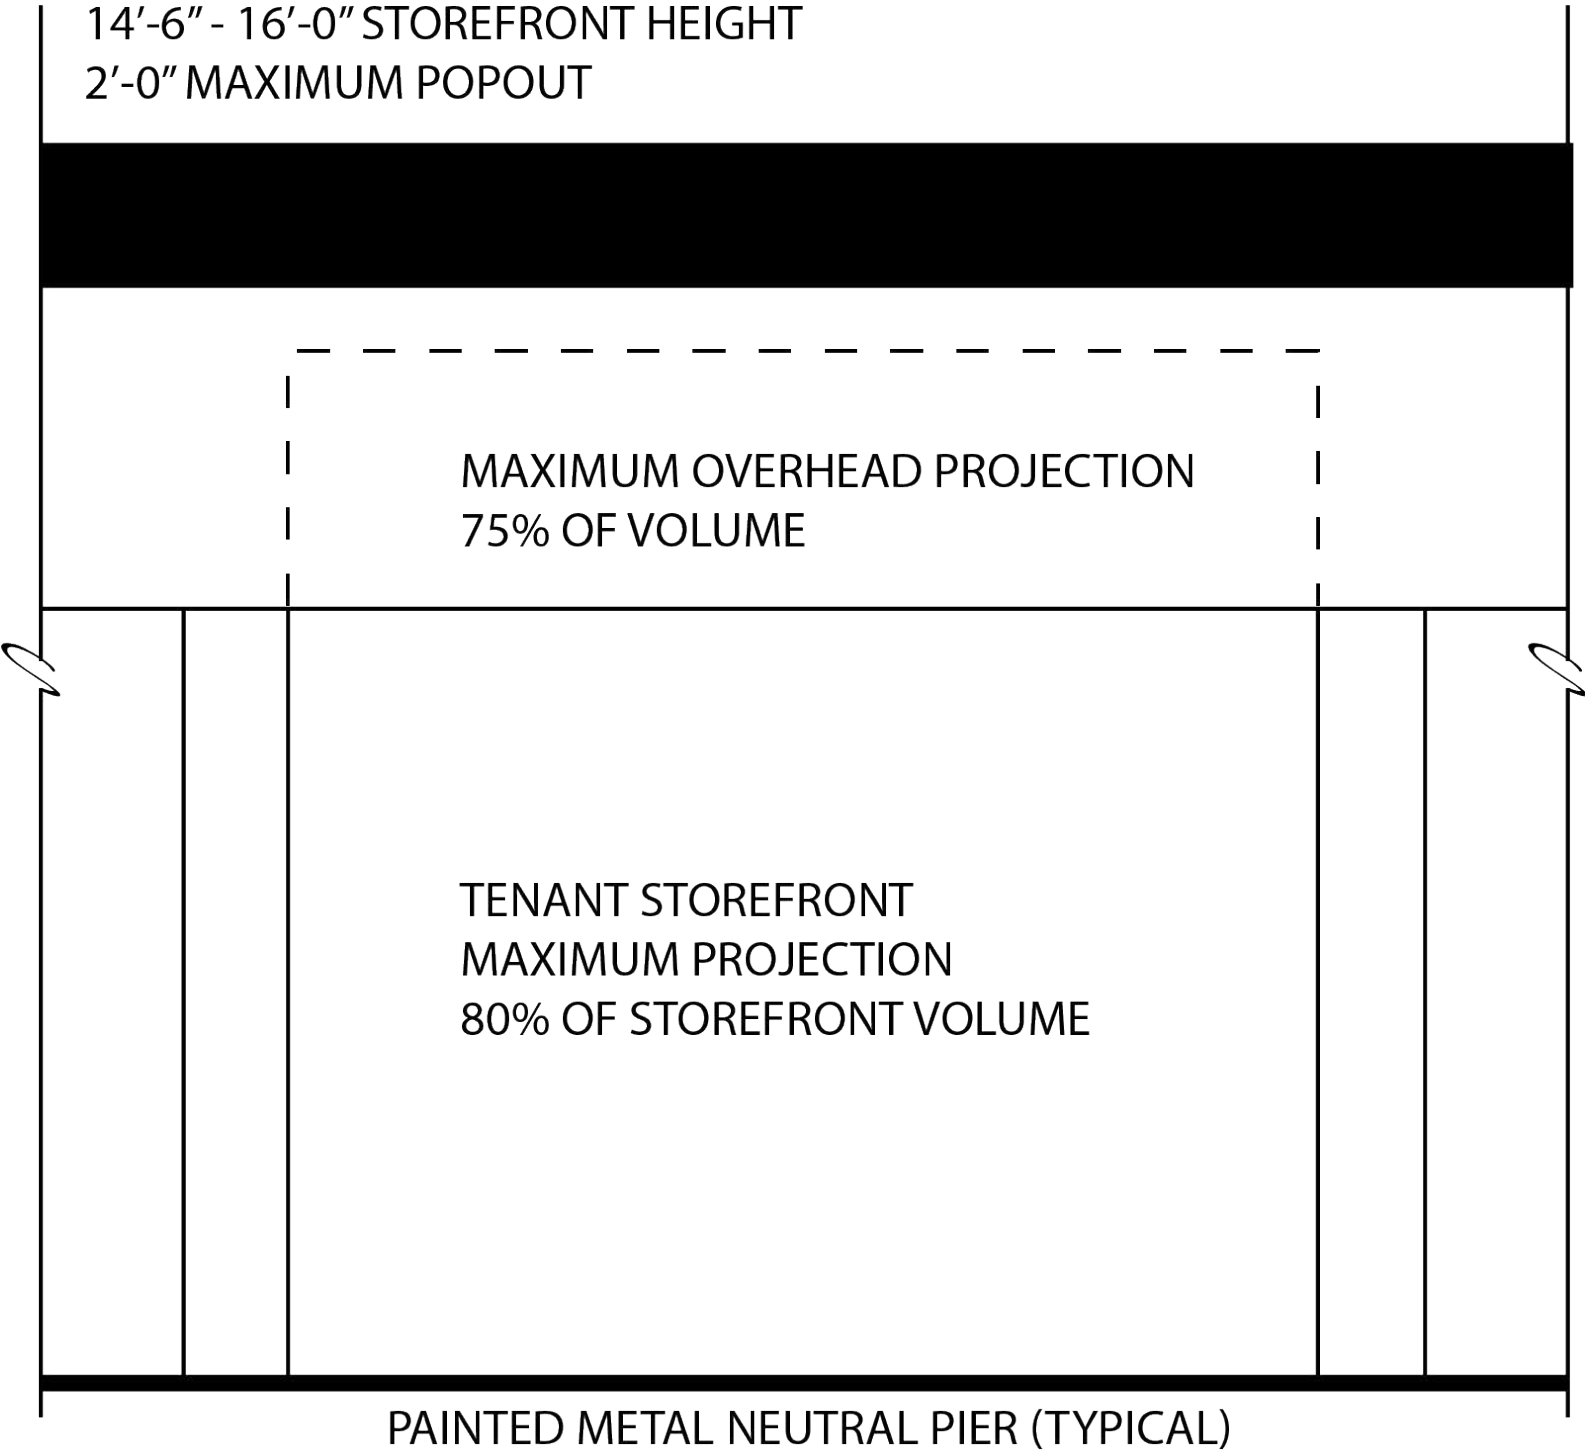 14’-6” - 16’-0” STOREFRONT HEIGHT
2’-0” MAXIMUM POPOUT
MAXIMUM OVERHEAD PROJECTION
75% OF VOLUME
TENANT STOREFRONT
MAXIMUM PROJECTION
80% OF STOREFRONT VOLUME
PAINTED METAL NEUTRAL PIER (TYPICAL)